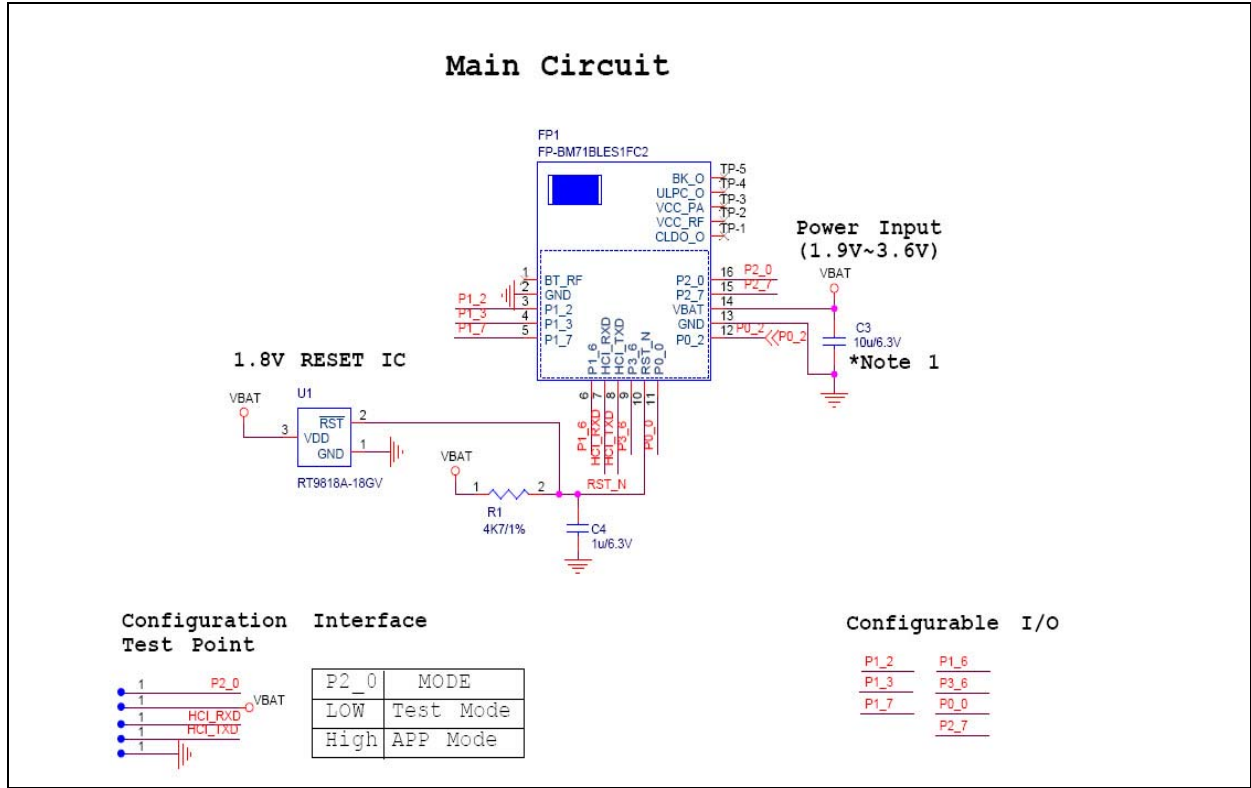 Main Circuit
FP1
FP-BM71BLES1FC2
BK_O TP-5
ULPC_O TP-4
VCC_PA TP-3
VCC_RF TP-2
CLDO_O TP-1
Power Input
(1.9V~3.6V)
VBAT
1 BT_RF
2 GND
P1_2 3 P1_2
P1_3 4 P1_3
P1_7 5 P1_7
P2_0 16 P2_0
P2_7 15 P2_7
VBAT 14
GND 13
P0_2 12 P0_2 P0_2
C3
10u/6.3V
*Note 1
P1_6 HCI_RXD HCI_TXD P3_6 RST_N P0_0
6 7 8 9 10 11
P1_6 HCI_RXD HCI_TXD P3_6 P0_0
RST_N
1.8V RESET IC
VBAT
U1
RST 2
3 VDD
GND 1
RT9818A-18GV
VBAT
1 2
R1
4K7/1%
C4
1u/6.3V
Configuration Interface
Test Point
1 P2_0
1 VBAT
1 HCI_RXD
1 HCI_TXD
1
P2_0 MODE
LOW Test Mode
High APP Mode
Configurable I/O
P1_2 P1_6
P1_3 P3_6
P1_7 P0_0
P2_7